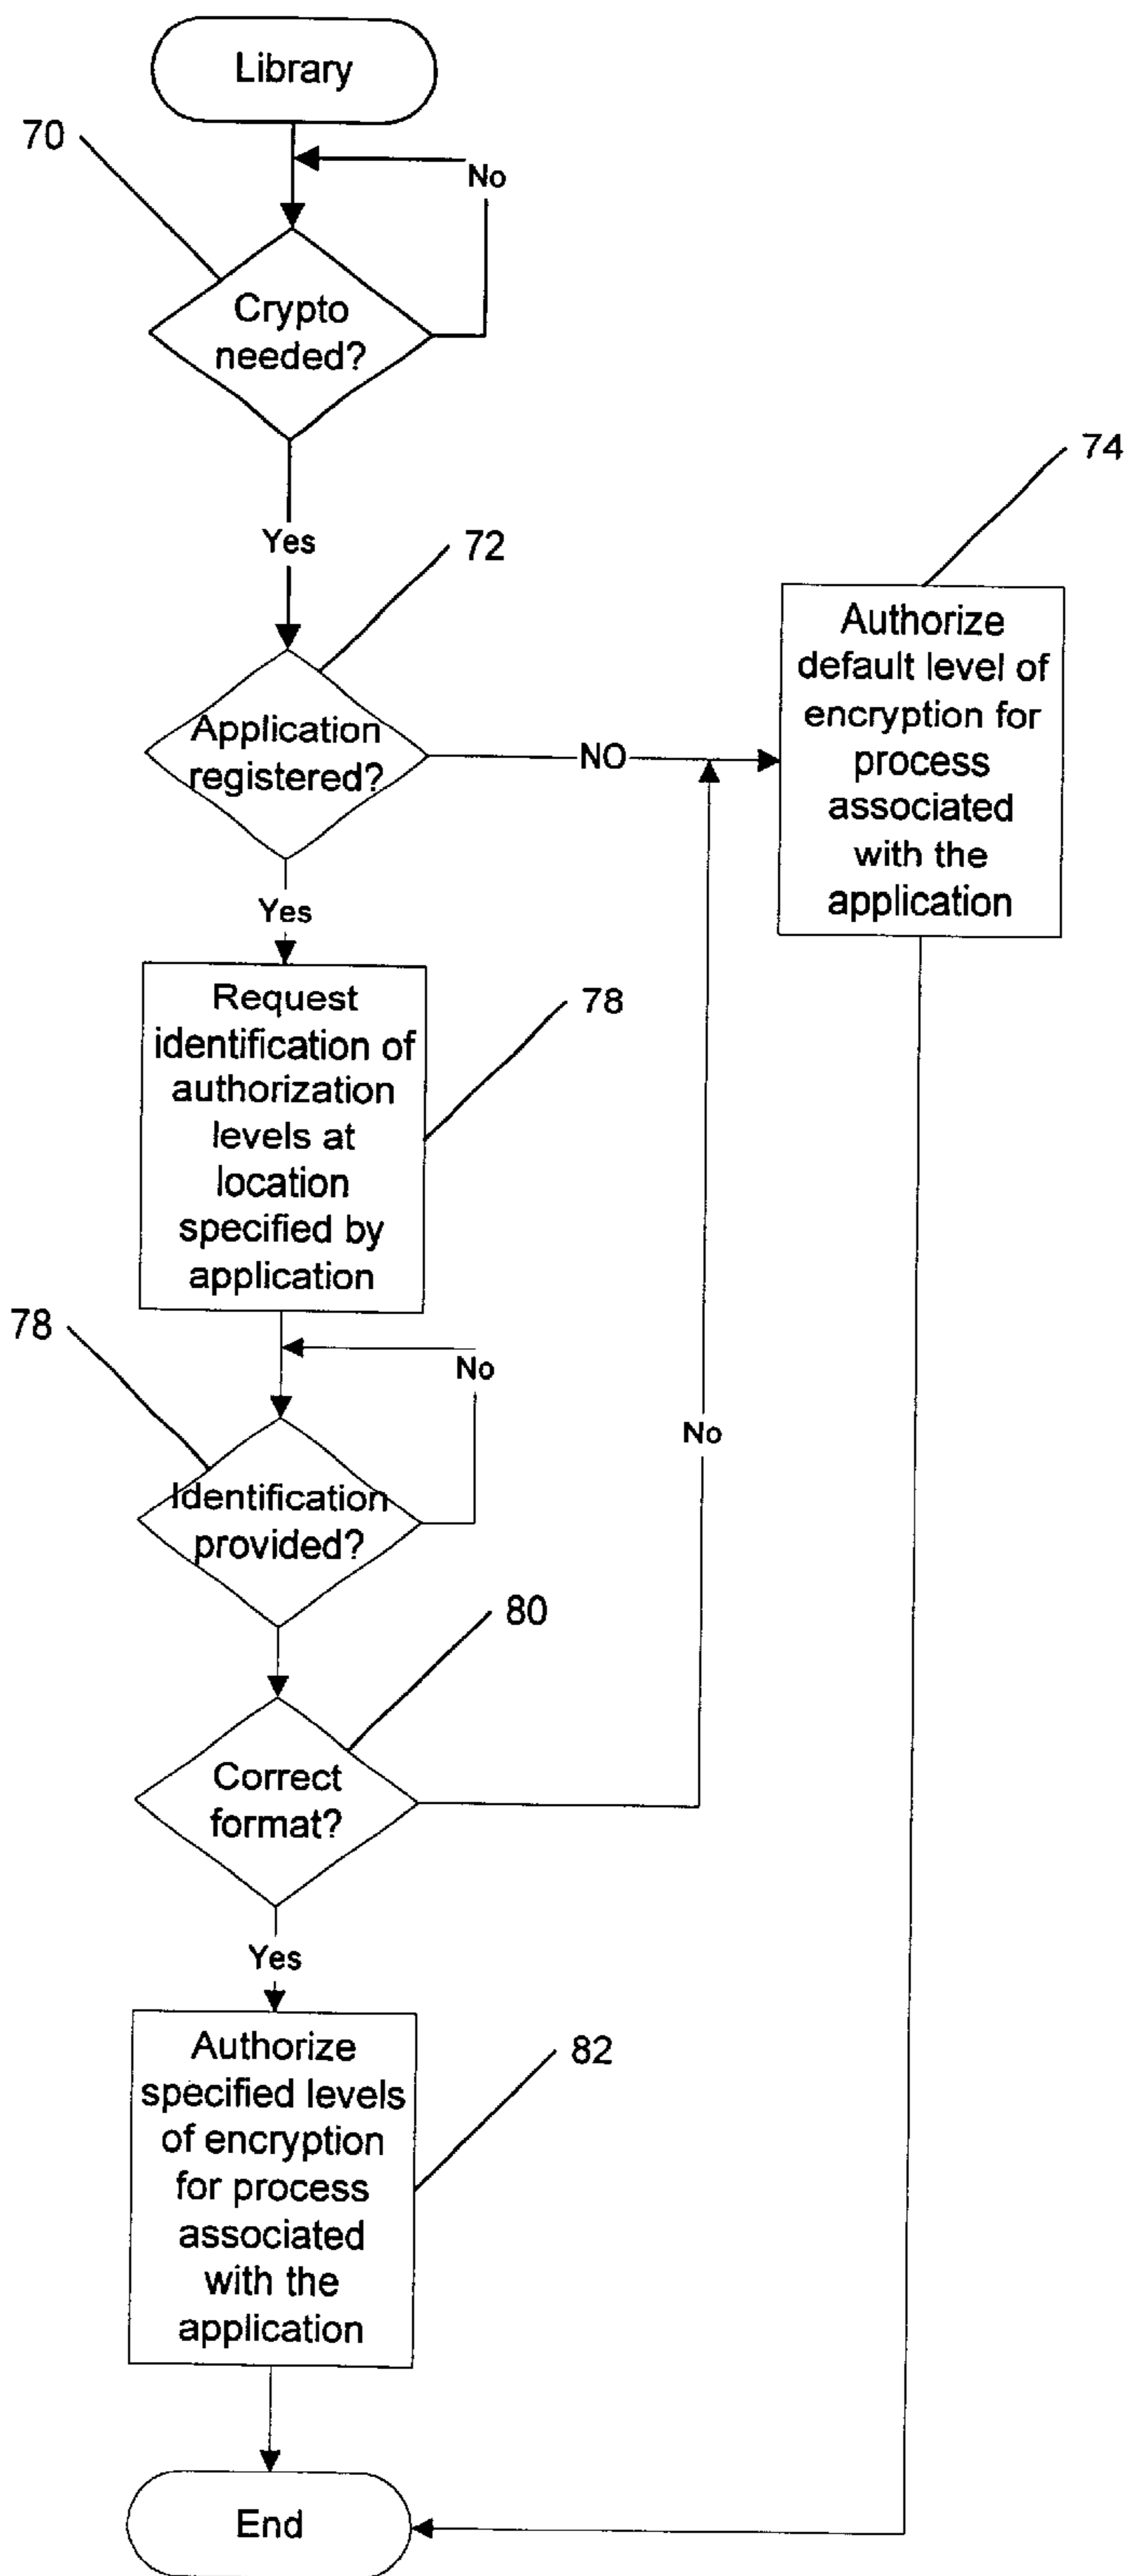 Library
70
No
Crypto
needed?
Yes
74
72
Authorize
default level of
encryption for
process
associated
with the
application
Application
registered?
NO
Yes
Request
identification of
authorization
levels at
location
specified by
application
78
78
No
No
Identification
provided?
80
Correct
format?
Yes
Authorize
specified levels
of encryption
for process
associated
with the
application
82
End